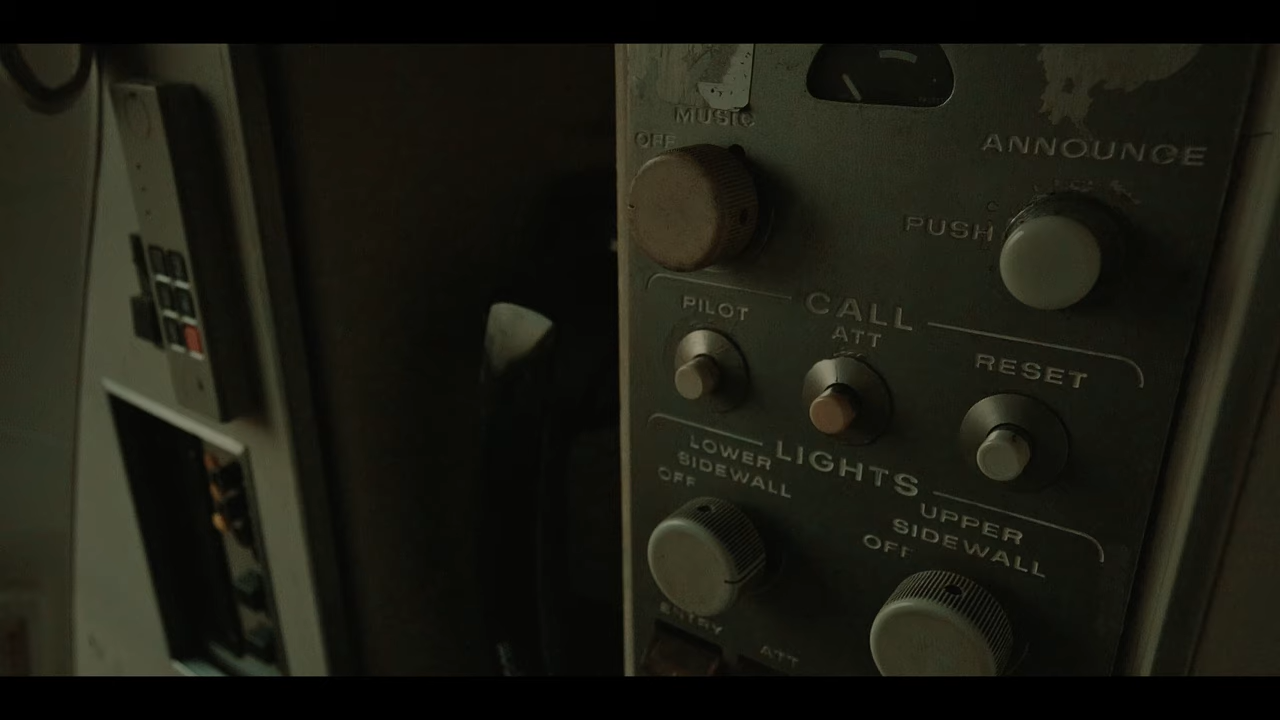 MUSIC
OFF
ANNOUNCE
PUSH
CALL
PILOT
ATT
RESET
LIGHTS
LOWER
SIDEWALL
OFF
UPPER
SIDEWALL
OFF
ENTRY
ATT